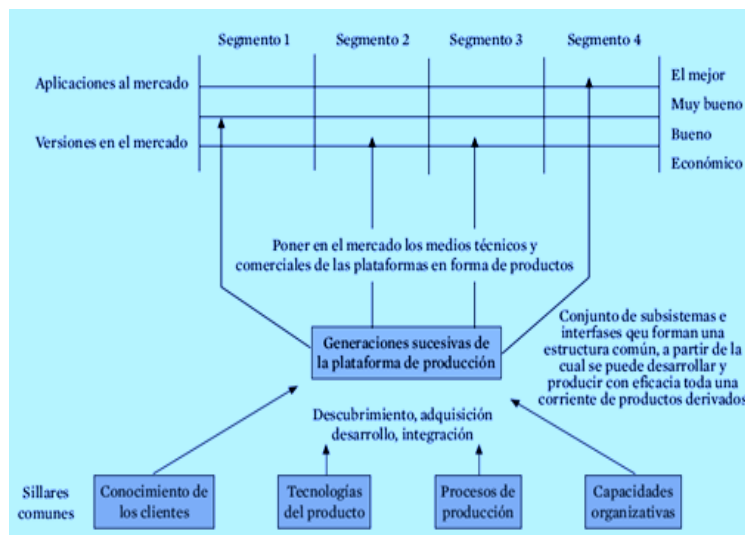 Segmento 1
Segmento 2
Segmento 3
Segmento 4
Aplicaciones al mercado
El mejor
Muy bueno
Versiones en el mercado
Bueno
Económico
Poner en el mercado los medios técnicos y
comerciales de las plataformas en forma de productos
Generaciones sucesivas de
la plataforma de producción
Conjunto de subsistemas e
interfases qeu forman una
estructura común, a partir de la
cual se puede desarrollar y
producir con eficacia toda una
corriente de productos derivados
Descubrimiento, adquisición
desarrollo, integración
Sillares
comunes
Conocimiento de
los clientes
Tecnologías
del producto
Procesos de
producción
Capacidades
organizativas